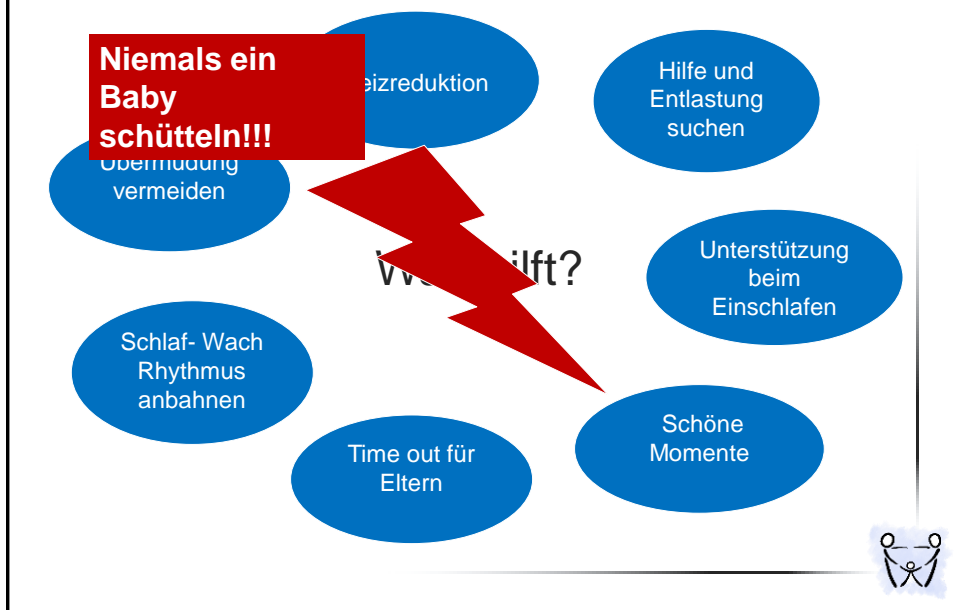 Niemals ein
Baby
schütteln!!!
eizreduktion
Hilfe und
Entlastung
suchen
Übermüdung
vermeiden
W ilft?
Unterstützung
beim
Einschlafen
Schlaf- Wach
Rhythmus
anbahnen
Schöne
Momente
Time out für
Eltern